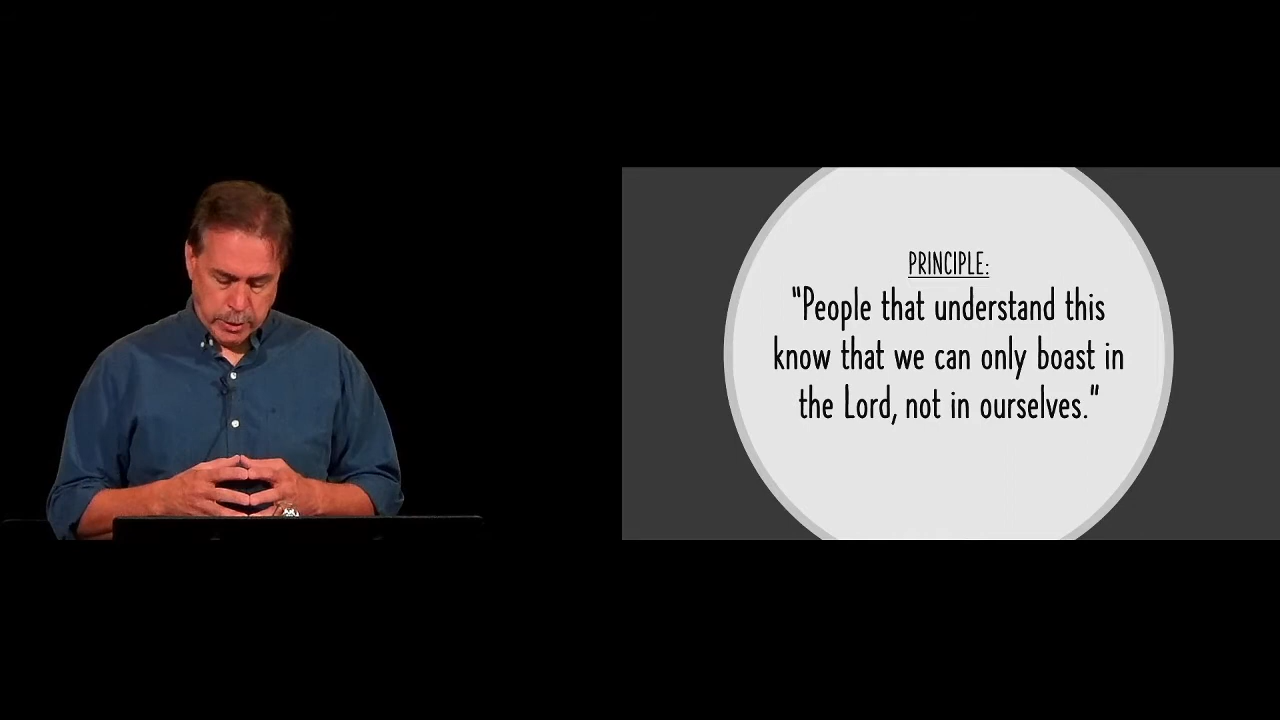 PRINCIPLE:
"People that understand this
know that we can only boast in
the Lord, not in ourselves."